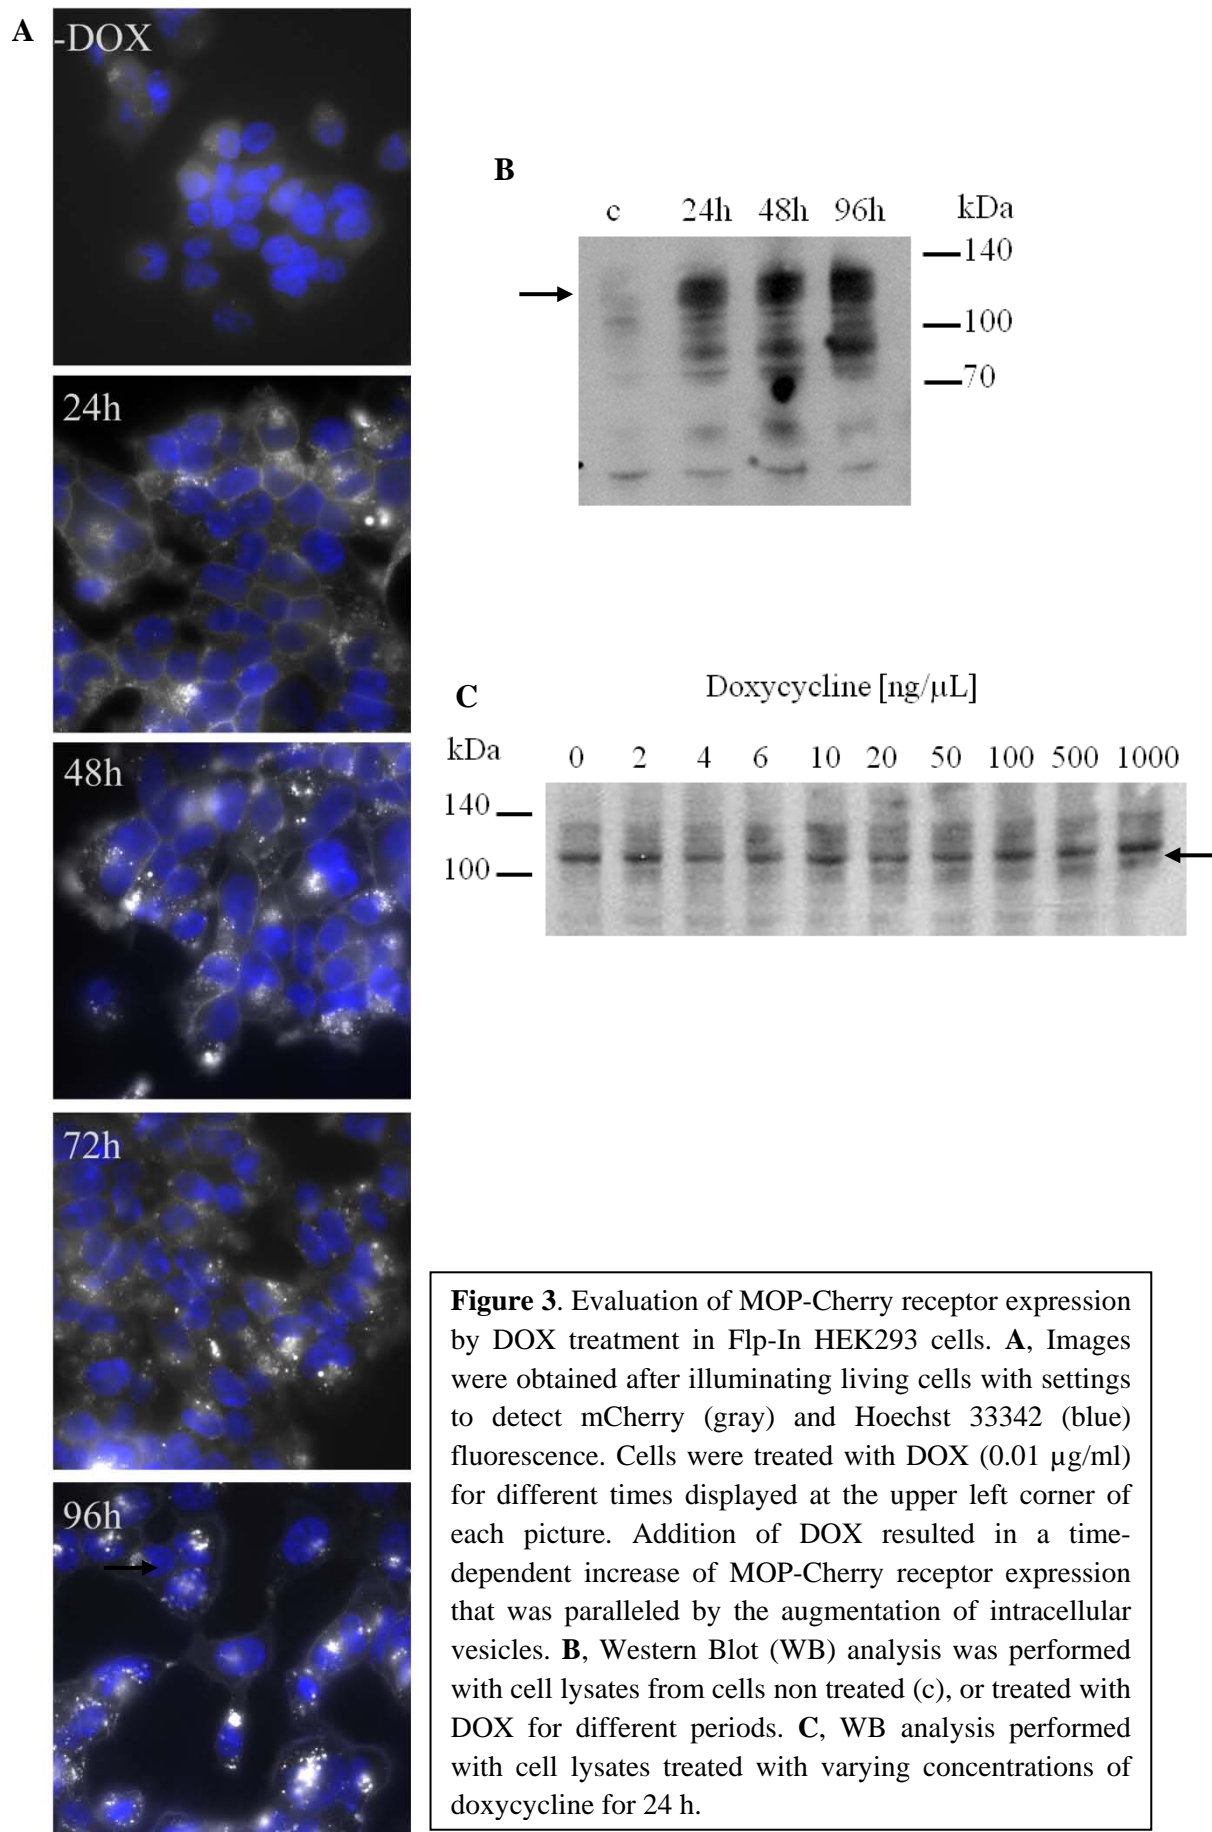 A
-DOX
24h
48h
72h
96h
B
c 24h 48h 96h kDa
140
100
70
C
Doxycycline [ng/µL]
kDa 0 2 4 6 10 20 50 100 500 1000
140
100
Figure 3. Evaluation of MOP-Cherry receptor expression
by DOX treatment in Flp-In HEK293 cells. A, Images
were obtained after illuminating living cells with settings
to detect mCherry (gray) and Hoechst 33342 (blue)
fluorescence. Cells were treated with DOX (0.01 µg/ml)
for different times displayed at the upper left corner of
each picture. Addition of DOX resulted in a time-
dependent increase of MOP-Cherry receptor expression
that was paralleled by the augmentation of intracellular
vesicles. B, Western Blot (WB) analysis was performed
with cell lysates from cells non treated (c), or treated with
DOX for different periods. C, WB analysis performed
with cell lysates treated with varying concentrations of
doxycycline for 24 h.